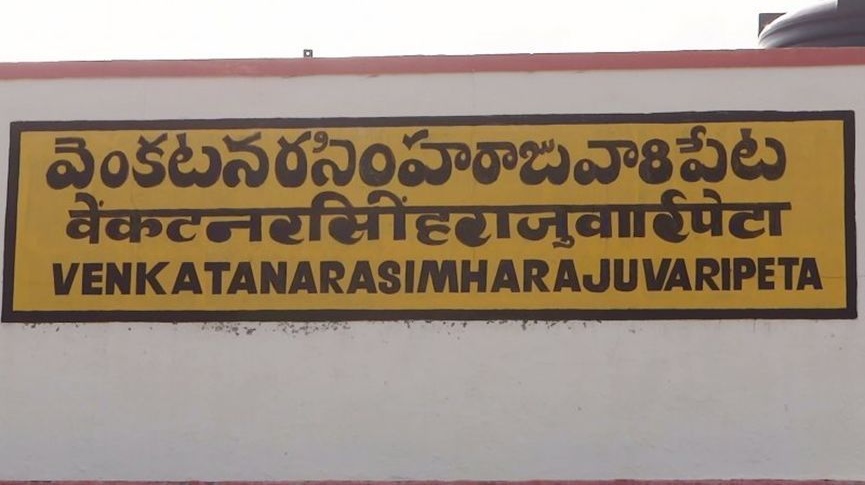 వెంకటనరసింహరాజువారిపేట
वेंकटनरसिंहराजुवारिपेटा
VENKATANARASIMHARAJUVARIPETA